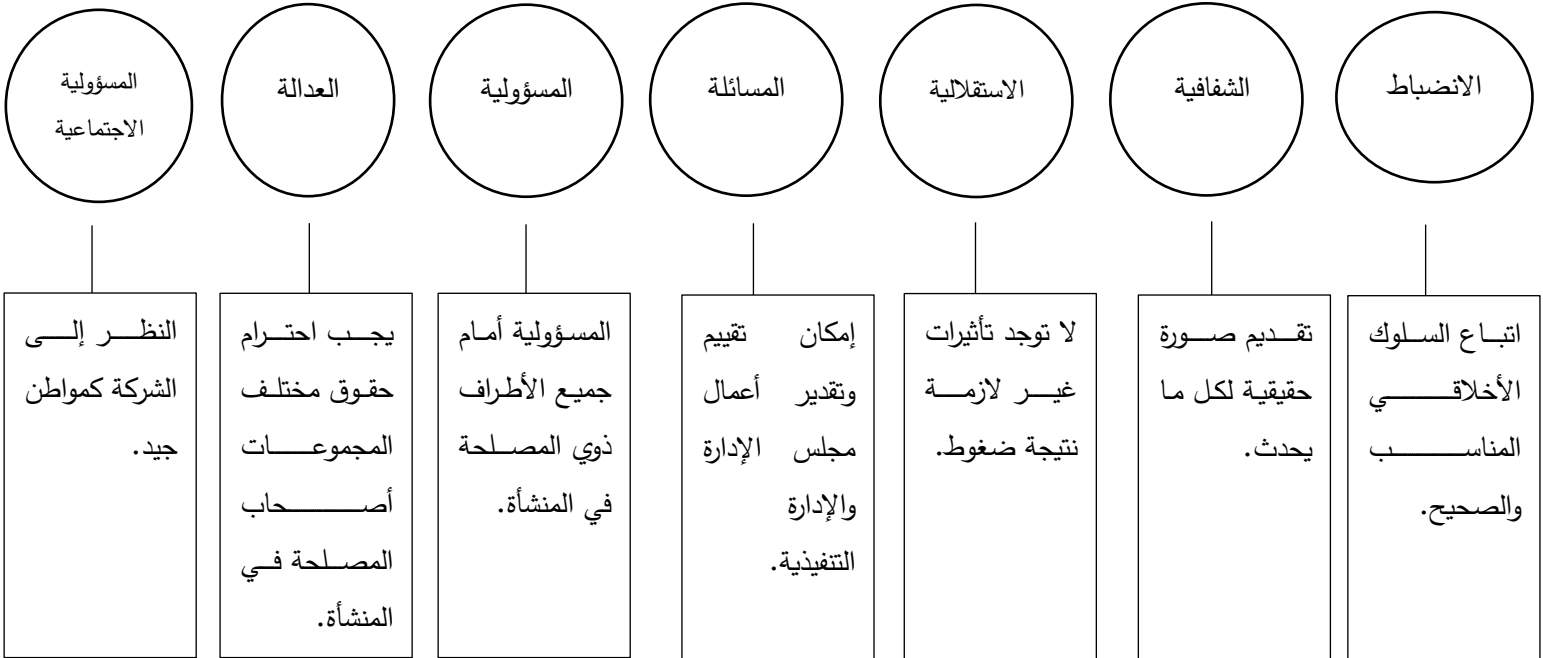 الانضباط
الشفافية
الاستقلالية
المسائلة
المسؤولية
العدالة
المسؤولية
الاجتماعية
اتباع السلوك
الأخلاقي
المناسب
والصحيح.
تقديم صورة
حقيقية لكل ما
يحدث.
لا توجد تأثيرات
غير لازمة
نتيجة ضغوط.
إمكان تقييم
وتقدير أعمال
مجلس الإدارة
والإدارة
التنفيذية.
المسؤولية أمام
جميع الأطراف
ذوي المصلحة
في المنشأة.
يجب احترام
حقوق مختلف
المجموعات
أصحاب
المصلحة في
المنشأة.
النظر إلى
الشركة كمواطن
جيد.